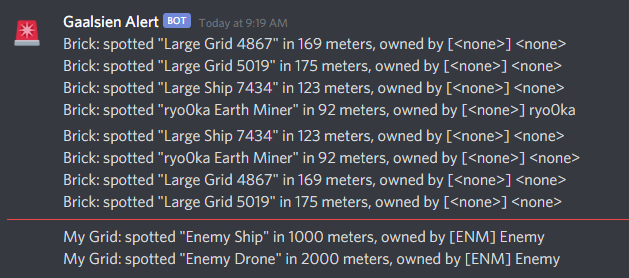 Gaalsien Alert BOT Today at 9:19 AM
Brick: spotted "Large Grid 4867" in 169 meters, owned by [<none>] <none>
Brick: spotted "Large Grid 5019" in 175 meters, owned by [<none>] <none>
Brick: spotted "Large Ship 7434" in 123 meters, owned by [<none>] <none>
Brick: spotted "ryo0ka Earth Miner" in 92 meters, owned by [<none>] ryo0ka
Brick: spotted "Large Ship 7434" in 123 meters, owned by [<none>] <none>
Brick: spotted "ryo0ka Earth Miner" in 92 meters, owned by [<none>] <none>
Brick: spotted "Large Grid 4867" in 169 meters, owned by [<none>] <none>
Brick: spotted "Large Grid 5019" in 175 meters, owned by [<none>] <none>
My Grid: spotted "Enemy Ship" in 1000 meters, owned by [ENM] Enemy
My Grid: spotted "Enemy Drone" in 2000 meters, owned by [ENM] Enemy